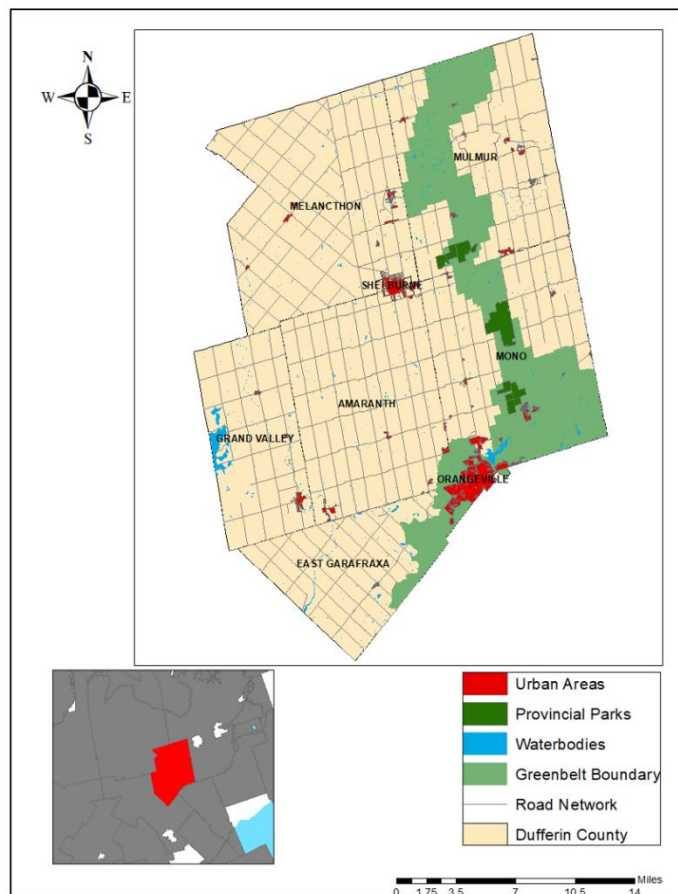 N
W E
S
MULMUR
MELANCTHON
SHELBURNE
MONO
AMARANTH
GRAND VALLEY
ORANGEVILLE
EAST GARAFRAXA
Urban Areas
Provincial Parks
Waterbodies
Greenbelt Boundary
Road Network
Dufferin County
Miles
0 1.75 3.5 7 10.5 14